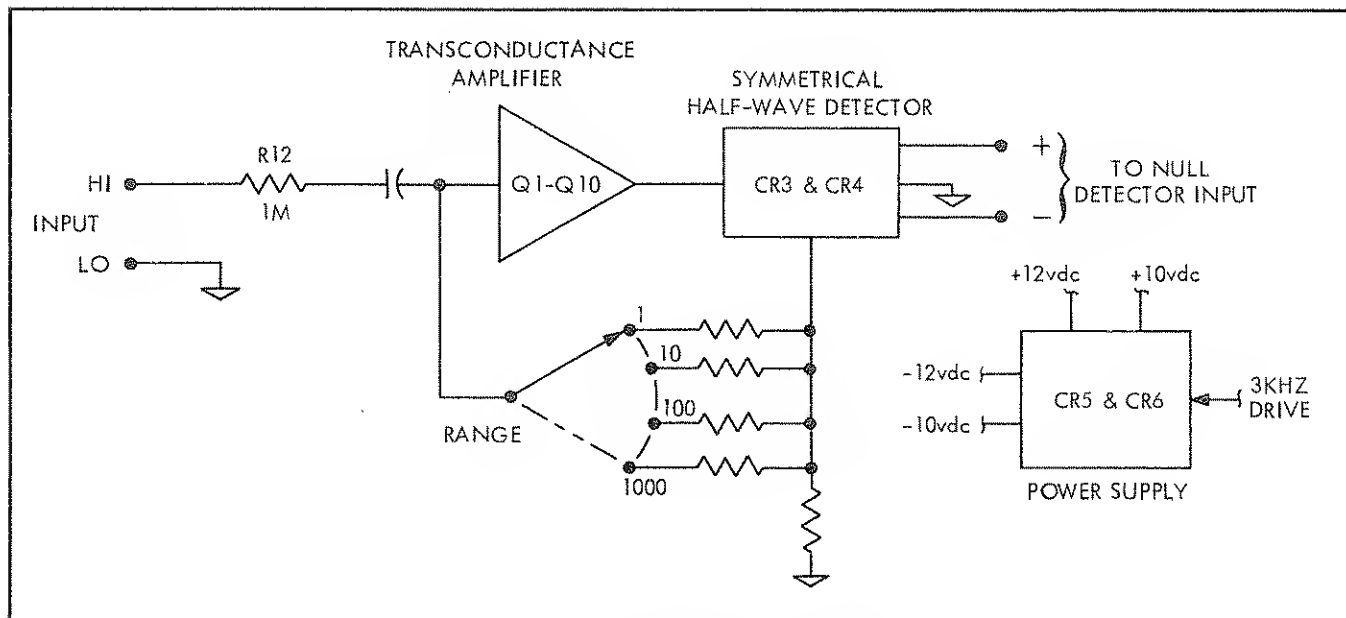 TRANSCONDUCTANCE
AMPLIFIER
SYMMETRICAL
HALF-WAVE DETECTOR
R12
HI
1M
Q1-Q10
CR3 & CR4
+
−
TO NULL
DETECTOR INPUT
INPUT
LO
+12vdc
+10vdc
1
10
100
1000
RANGE
-12vdc
-10vdc
CR5 & CR6
3KHZ
DRIVE
POWER SUPPLY